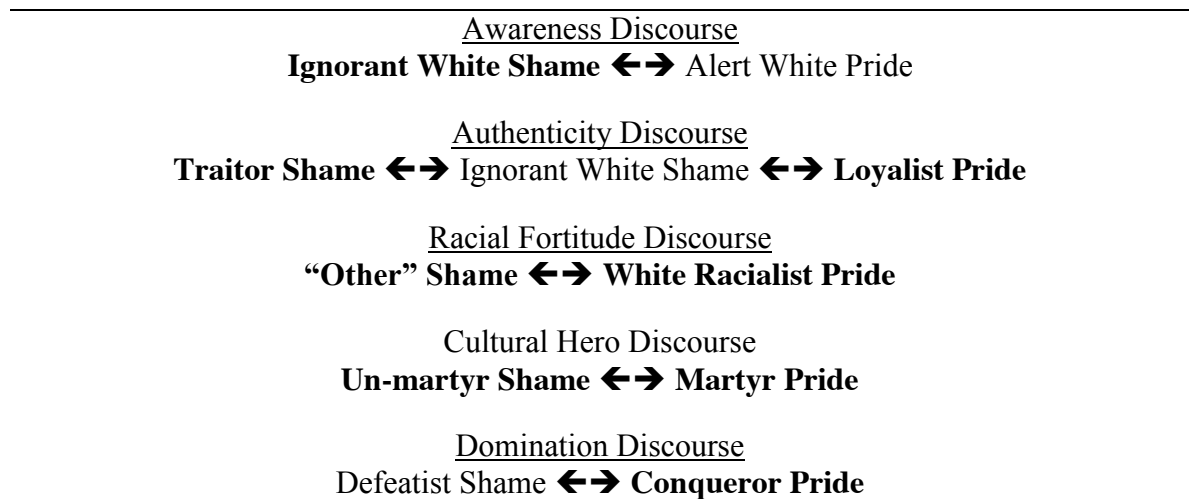 Awareness Discourse
Ignorant White Shame ←→ Alert White Pride
Authenticity Discourse
Traitor Shame ←→ Ignorant White Shame ←→ Loyalist Pride
Racial Fortitude Discourse
“Other” Shame ←→ White Racialist Pride
Cultural Hero Discourse
Un-martyr Shame ←→ Martyr Pride
Domination Discourse
Defeatist Shame ←→ Conqueror Pride